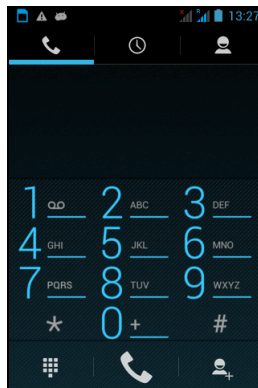 R 13:27
1 2 ABC 3 DEF
4 GHI 5 JKL 6 MNO
7 PQRS 8 TUV 9 WXYZ
* 0 + #